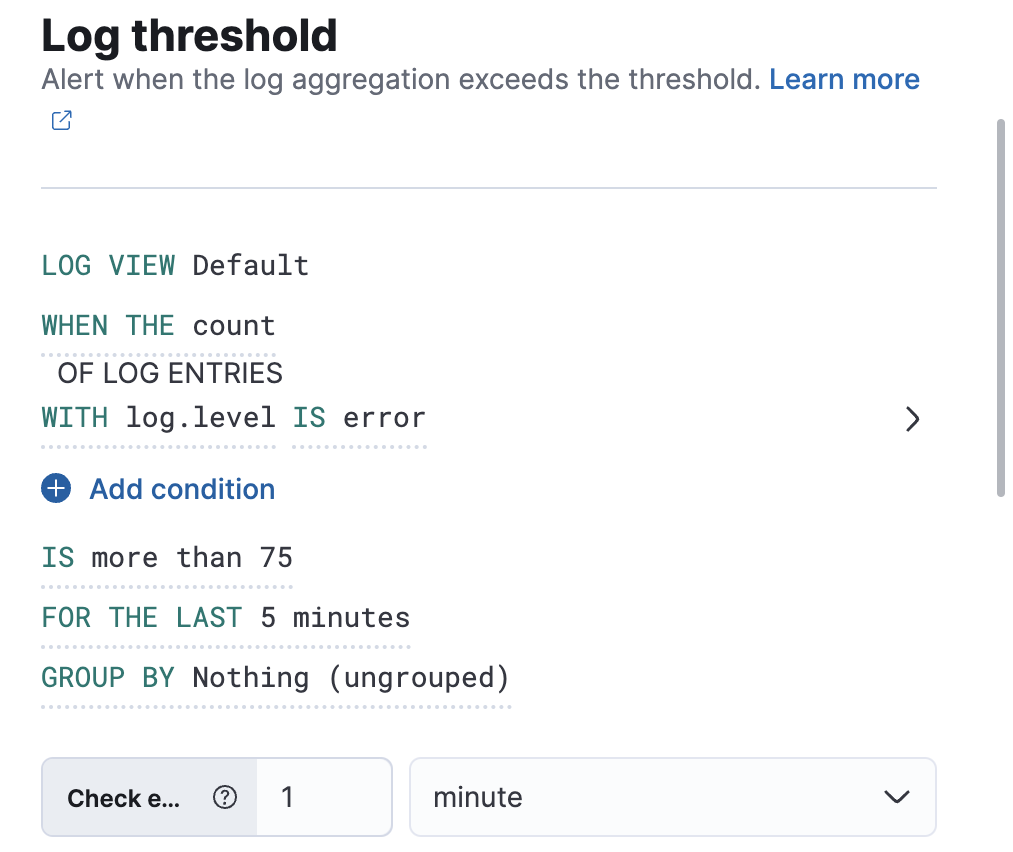 Log threshold
Alert when the log aggregation exceeds the threshold. Learn more
LOG VIEW Default
WHEN THE count
OF LOG ENTRIES
WITH log.level IS error
Add condition
IS more than 75
FOR THE LAST 5 minutes
GROUP BY Nothing (ungrouped)
Check e... 1 minute